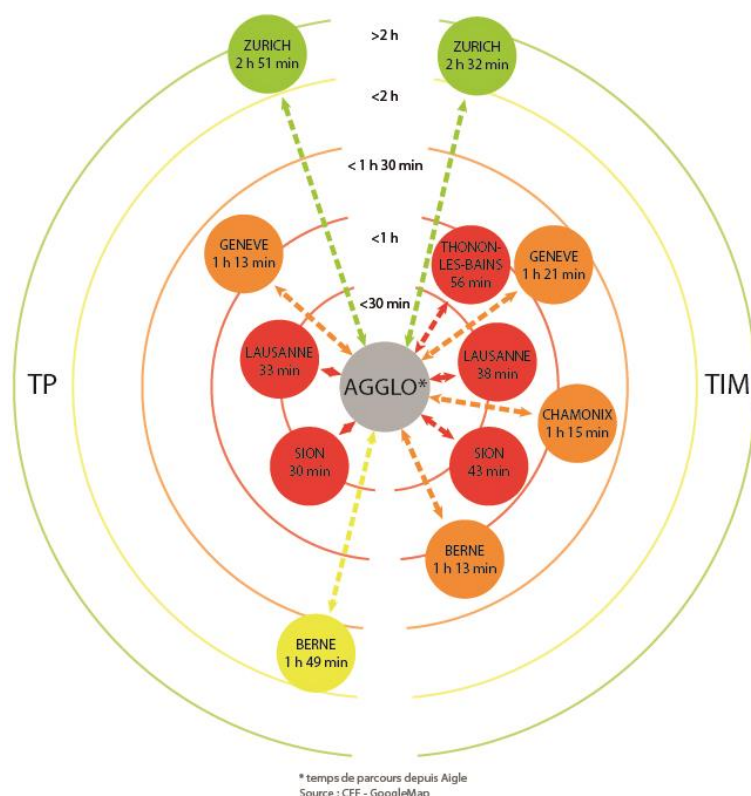 >2h
ZURICH
2 h 51 min
ZURICH
2 h 32 min
<2h
< 1 h 30 min
GENEVE
1 h 13 min
<1h
THONON-
LES-BAINS
56 min
GENEVE
1 h 21 min
<30 min
LAUSANNE
33 min
LAUSANNE
38 min
TP
AGGLO*
TIM
CHAMONIX
1 h 15 min
SION
30 min
SION
43 min
BERNE
1 h 13 min
BERNE
1 h 49 min
* temps de parcours depuis Aigle
Source : CFF - GoogleMap